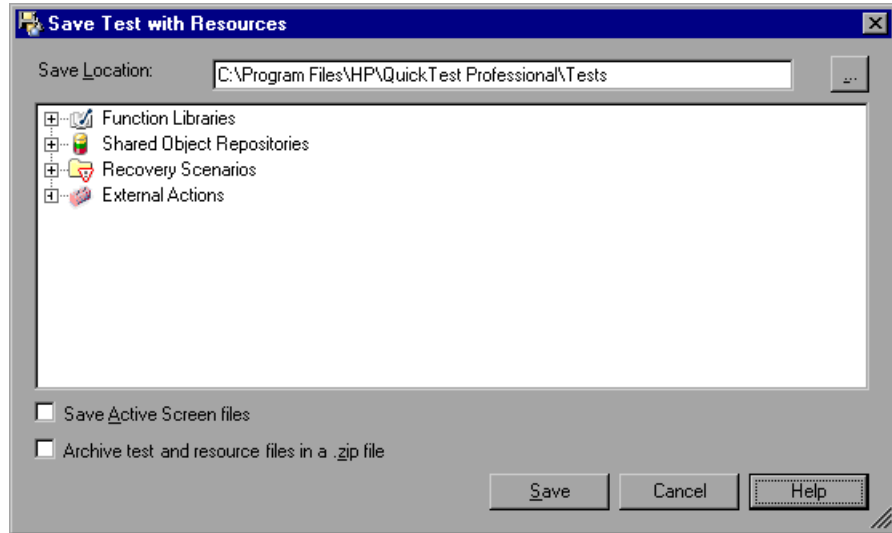 Save Test with Resources
Save Location: C:\Program Files\HP\QuickTest Professional\Tests ...
Function Libraries
Shared Object Repositories
Recovery Scenarios
External Actions
Save Active Screen files
Archive test and resource files in a .zip file
Save Cancel Help